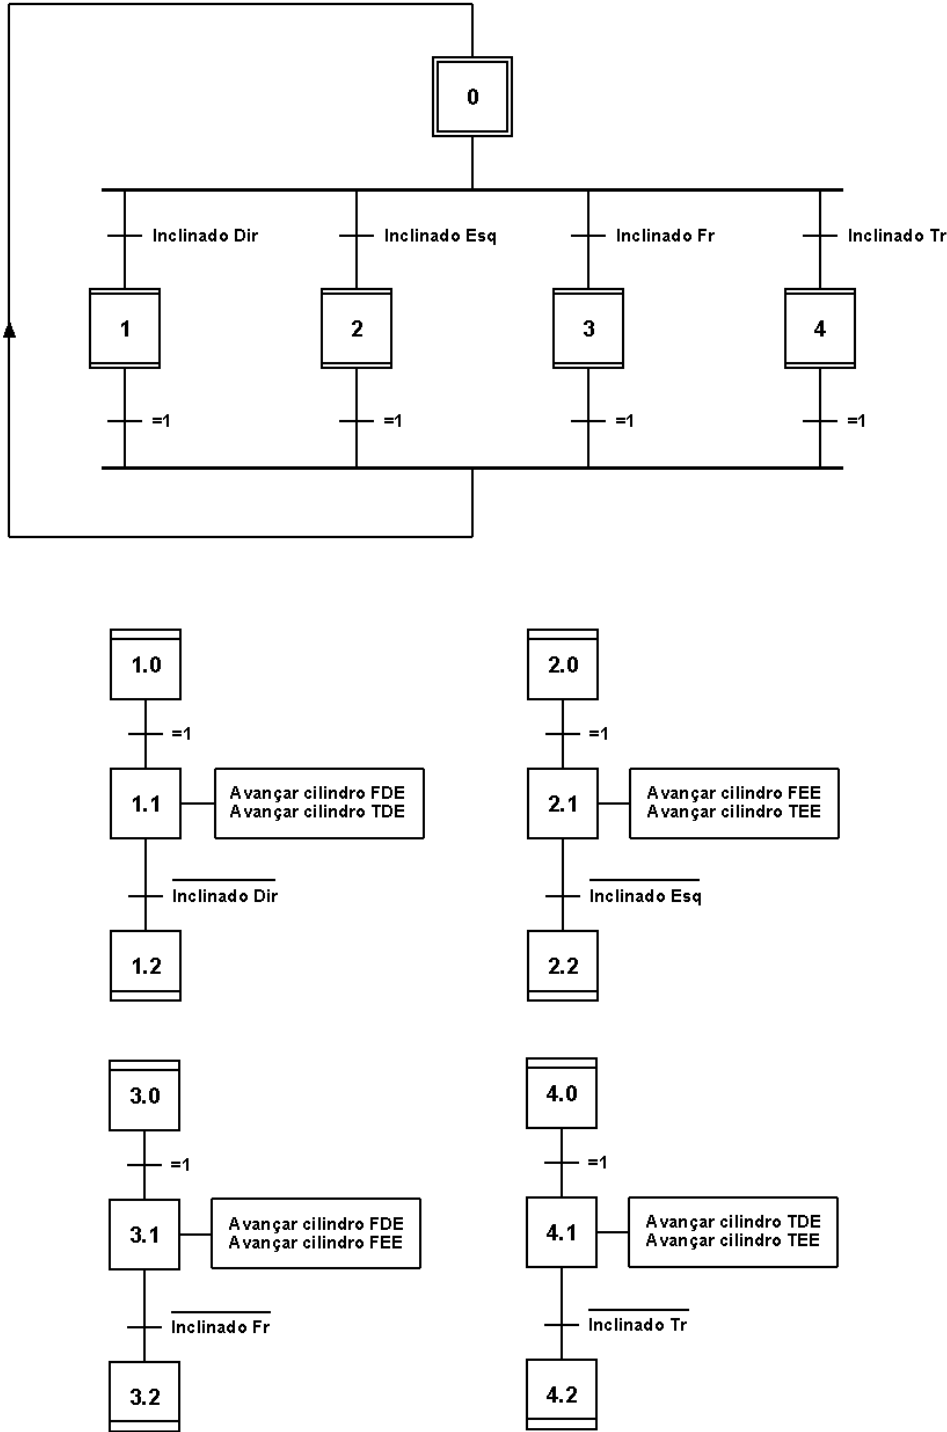 0
Inclinado Dir
Inclinado Esq
Inclinado Fr
Inclinado Tr
1
2
3
4
=1
=1
=1
=1
1.0
=1
1.1
Avançar cilindro FDE
Avançar cilindro TDE
Inclinado Dir
1.2
2.0
=1
2.1
Avançar cilindro FEE
Avançar cilindro TEE
Inclinado Esq
2.2
3.0
=1
3.1
Avançar cilindro FDE
Avançar cilindro FEE
Inclinado Fr
3.2
4.0
=1
4.1
Avançar cilindro TDE
Avançar cilindro TEE
Inclinado Tr
4.2